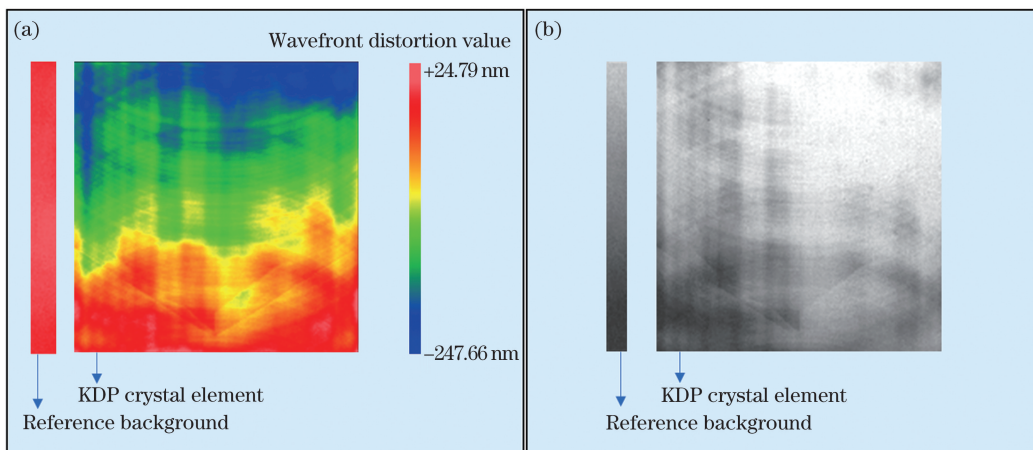 (a)
Wavefront distortion value
+24.79 nm
−247.66 nm
KDP crystal element
Reference background
(b)
KDP crystal element
Reference background